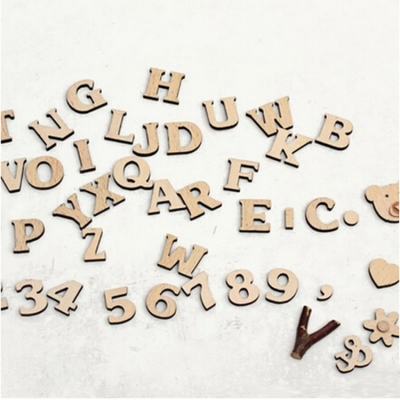 G H
T N L J D U W B
V O I Q K
Y X A R F
P Z W E - C .
3 4 5 6 7 8 9 ,
&